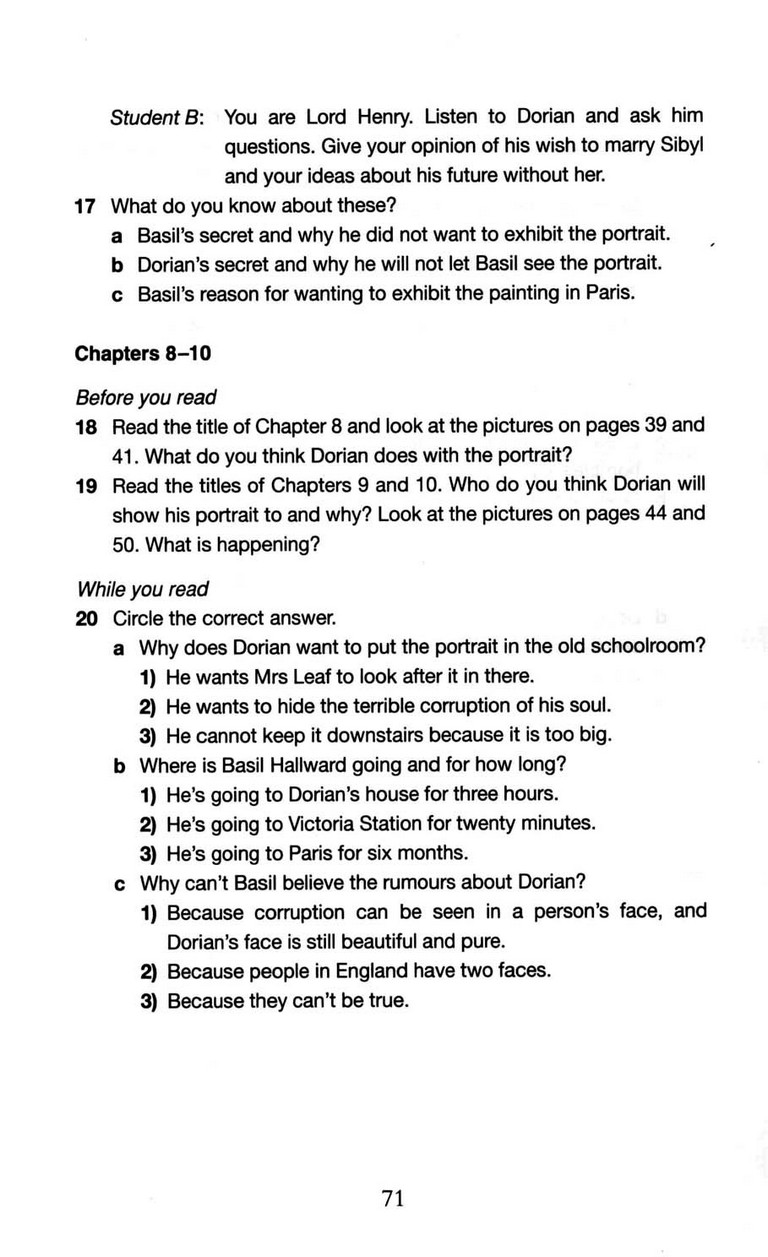 Student B: You are Lord Henry. Listen to Dorian and ask him
questions. Give your opinion of his wish to marry Sibyl
and your ideas about his future without her.
17 What do you know about these?
a Basil's secret and why he did not want to exhibit the portrait.
b Dorian's secret and why he will not let Basil see the portrait.
c Basil's reason for wanting to exhibit the painting in Paris.
Chapters 8–10
Before you read
18 Read the title of Chapter 8 and look at the pictures on pages 39 and
41. What do you think Dorian does with the portrait?
19 Read the titles of Chapters 9 and 10. Who do you think Dorian will
show his portrait to and why? Look at the pictures on pages 44 and
50. What is happening?
While you read
20 Circle the correct answer.
a Why does Dorian want to put the portrait in the old schoolroom?
1) He wants Mrs Leaf to look after it in there.
2) He wants to hide the terrible corruption of his soul.
3) He cannot keep it downstairs because it is too big.
b Where is Basil Hallward going and for how long?
1) He's going to Dorian's house for three hours.
2) He's going to Victoria Station for twenty minutes.
3) He's going to Paris for six months.
c Why can't Basil believe the rumours about Dorian?
1) Because corruption can be seen in a person's face, and
Dorian's face is still beautiful and pure.
2) Because people in England have two faces.
3) Because they can't be true.
71